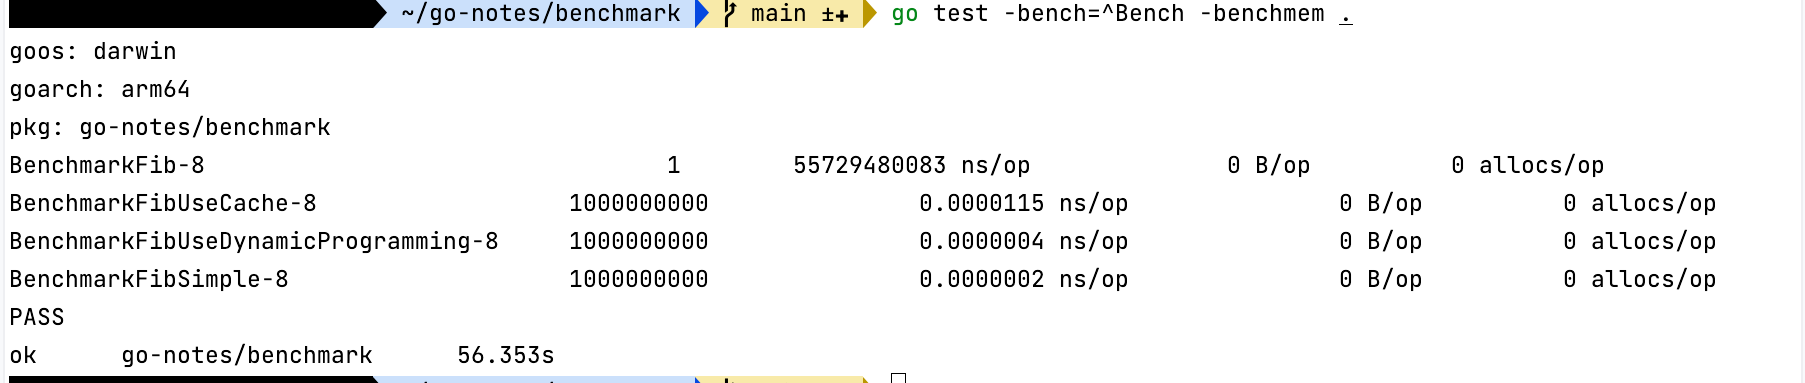 ~/go-notes/benchmark main ±+ go test -bench=^Bench -benchmem .
goos: darwin
goarch: arm64
pkg: go-notes/benchmark
BenchmarkFib-8 1 55729480083 ns/op 0 B/op 0 allocs/op
BenchmarkFibUseCache-8 1000000000 0.0000115 ns/op 0 B/op 0 allocs/op
BenchmarkFibUseDynamicProgramming-8 1000000000 0.0000004 ns/op 0 B/op 0 allocs/op
BenchmarkFibSimple-8 1000000000 0.0000002 ns/op 0 B/op 0 allocs/op
PASS
ok go-notes/benchmark 56.353s